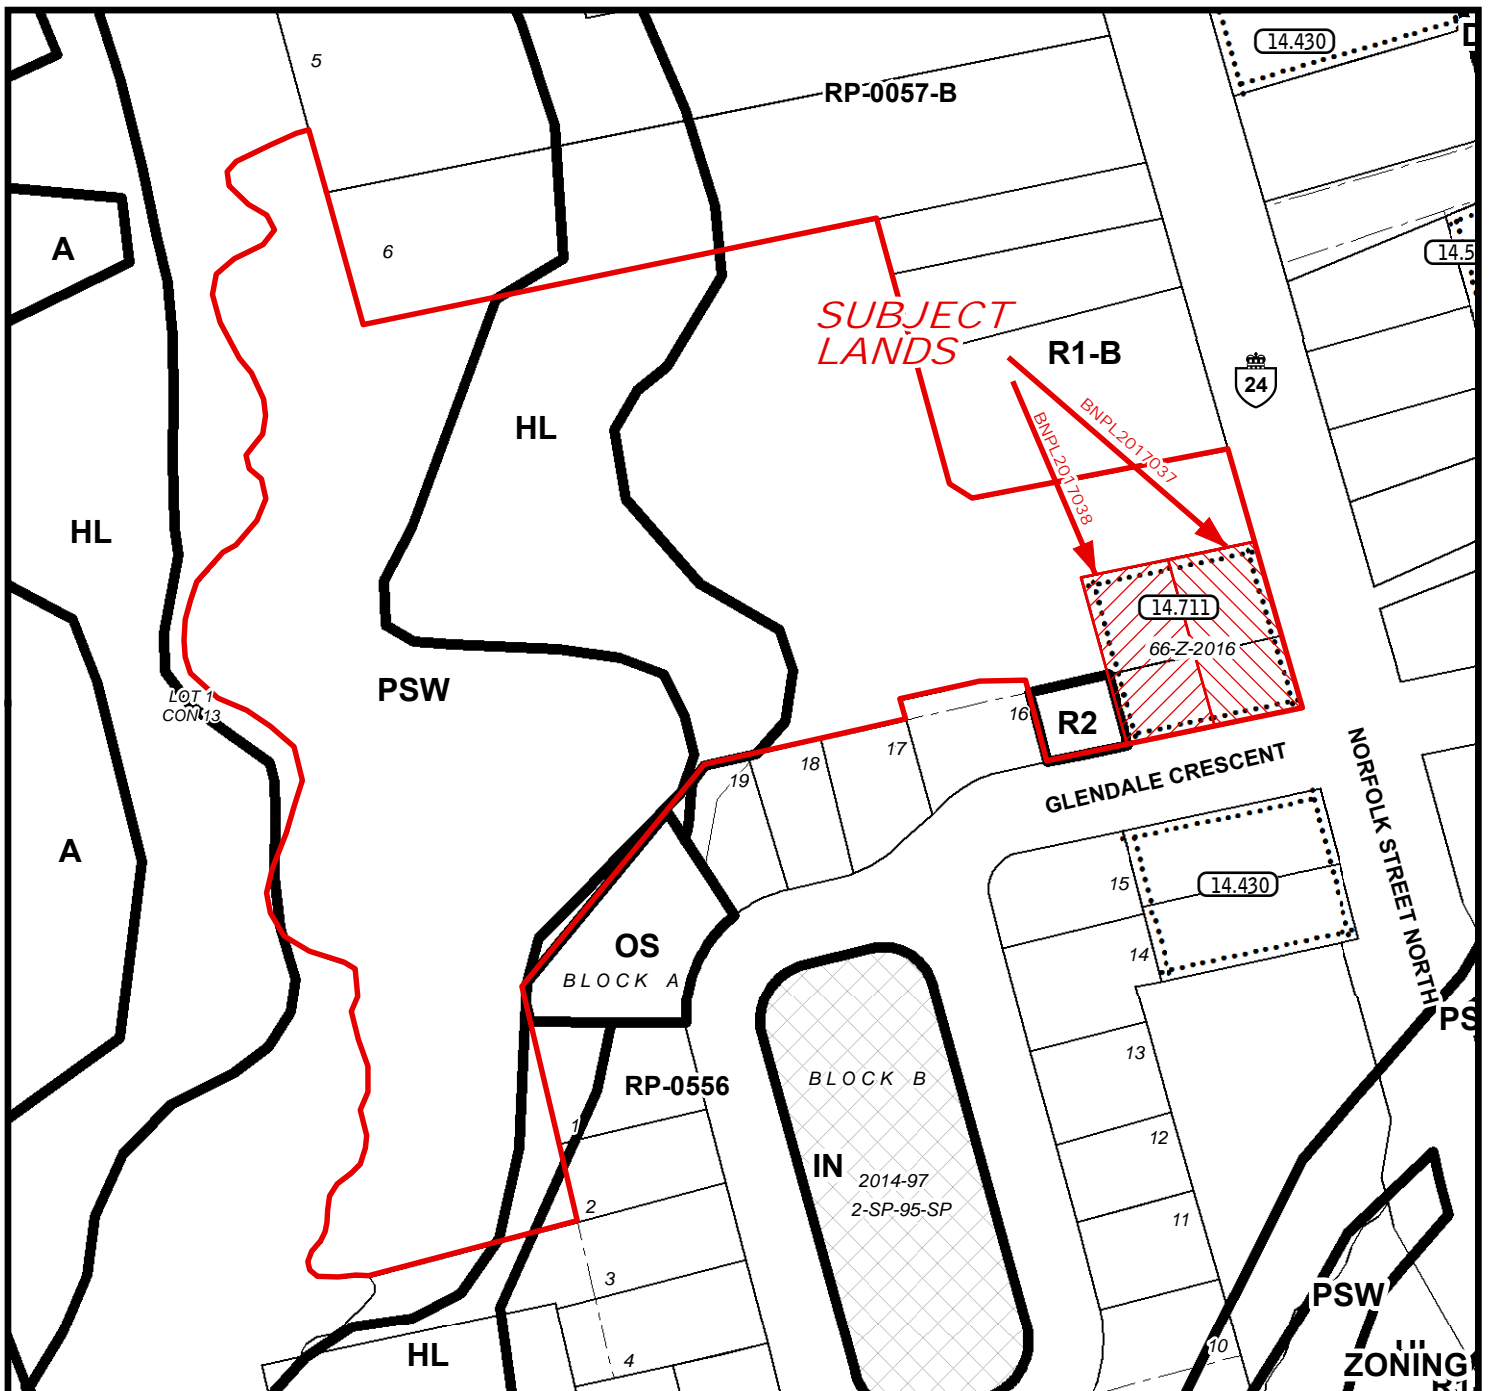 5
14.430
RP-0057-B
A
6
14.5
SUBJECT
LANDS
R1-B
24
BNPL2017037
BNPL2017038
HL
HL
14.711
66-Z-2016
PSW
LOT 1
CON 13
16
R2
17
18
19
GLENDALE CRESCENT
NORFOLK STREET NORTH
A
15
14.430
OS
BLOCK A
14
PS
13
BLOCK B
RP-0556
1
12
IN
2014-97
2-SP-95-SP
2
11
3
PSW
10
HL
4
ZONING